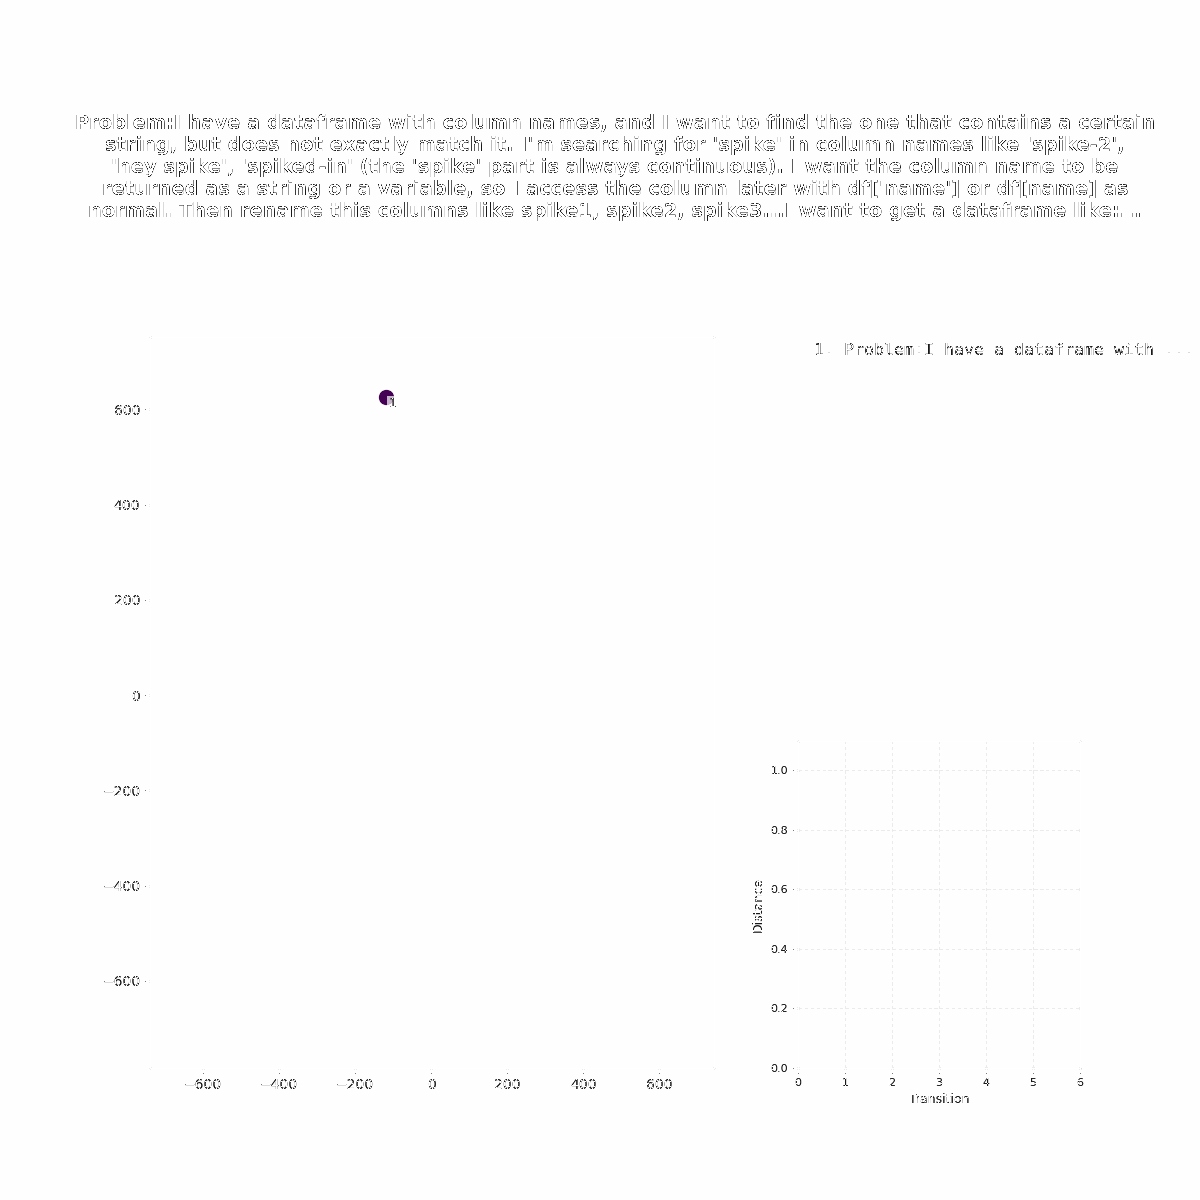 Problem:I have a dataframe with column names, and I want to find the one that contains a certain
string, but does not exactly match it. I'm searching for 'spike' in column names like 'spike-2',
'hey spike', 'spiked-in' (the 'spike' part is always continuous). I want the column name to be
returned as a string or a variable, so I access the column later with df['name'] or df[name] as
normal. Then rename this columns like spike1, spike2, spike3...I want to get a dataframe like:...
1. Problem:I have a dataframe with ...
1
600
400
200
0
−200
−400
−600
−600 −400 −200 0 200 400 600
1.0
0.8
0.6
0.4
0.2
0.0
Distance
0 1 2 3 4 5 6
Transition